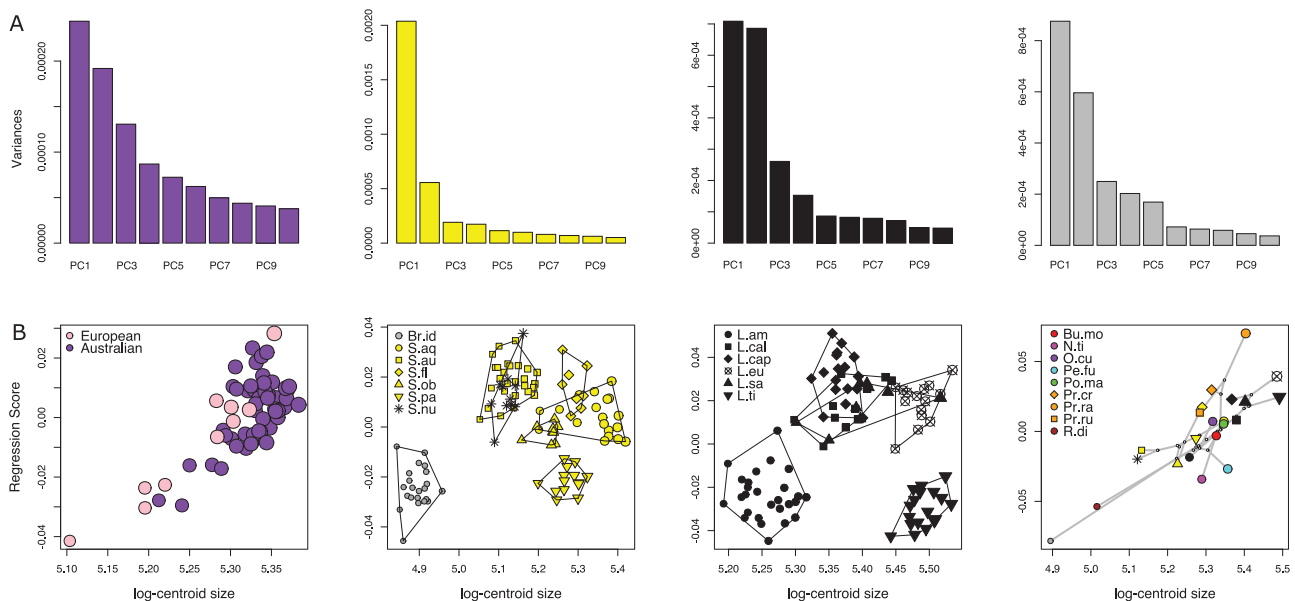 A
Variances
0.00000
0.00010
0.00020
PC1
PC3
PC5
PC7
PC9
0.0000
0.0005
0.0010
0.0015
0.0020
PC1
PC3
PC5
PC7
PC9
0e+00
2e-04
4e-04
6e-04
PC1
PC3
PC5
PC7
PC9
0e+00
2e-04
4e-04
6e-04
8e-04
PC1
PC3
PC5
PC7
PC9
B
Regression Score
European
Australian
0.02
0.00
-0.02
-0.04
5.10
5.15
5.20
5.25
5.30
5.35
log-centroid size
Br.id
S.aq
S.au
S.fl
S.ob
S.pa
S.nu
0.04
0.02
0.00
-0.02
-0.04
4.9
5.0
5.1
5.2
5.3
5.4
log-centroid size
L.am
L.cal
L.cap
L.eu
L.sa
L.ti
0.04
0.02
0.00
-0.02
-0.04
5.20
5.25
5.30
5.35
5.40
5.45
5.50
log-centroid size
Bu.mo
N.ti
O.cu
Pe.fu
Po.ma
Pr.cr
Pr.ra
Pr.ru
R.di
0.05
0.00
-0.05
4.9
5.0
5.1
5.2
5.3
5.4
5.5
log-centroid size